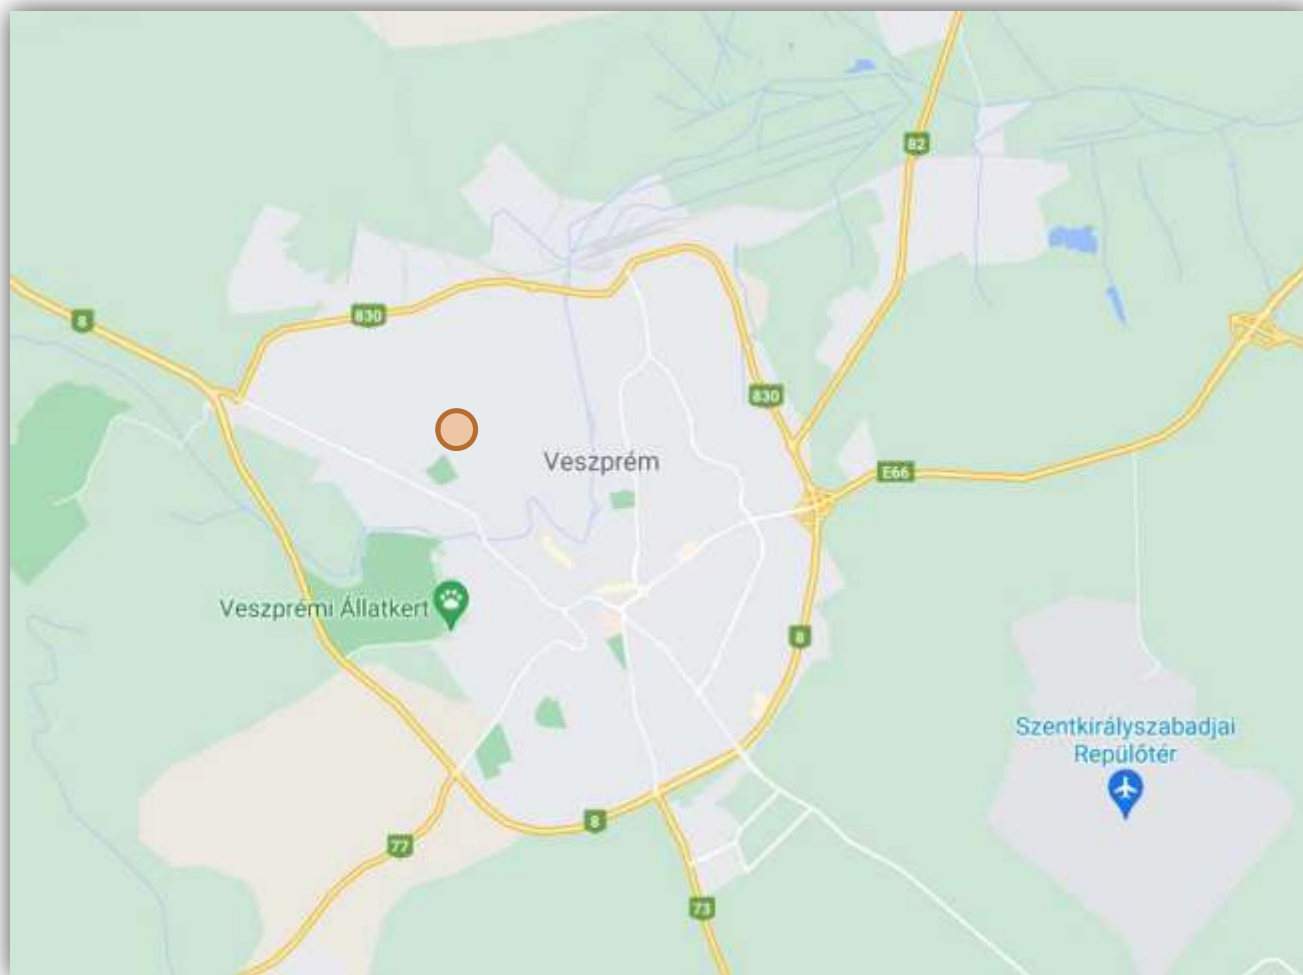 82
8
830
830
Veszprém
E66
Veszprémi Állatkert
8
Szentkirályszabadjai
Repülőtér
8
77
73